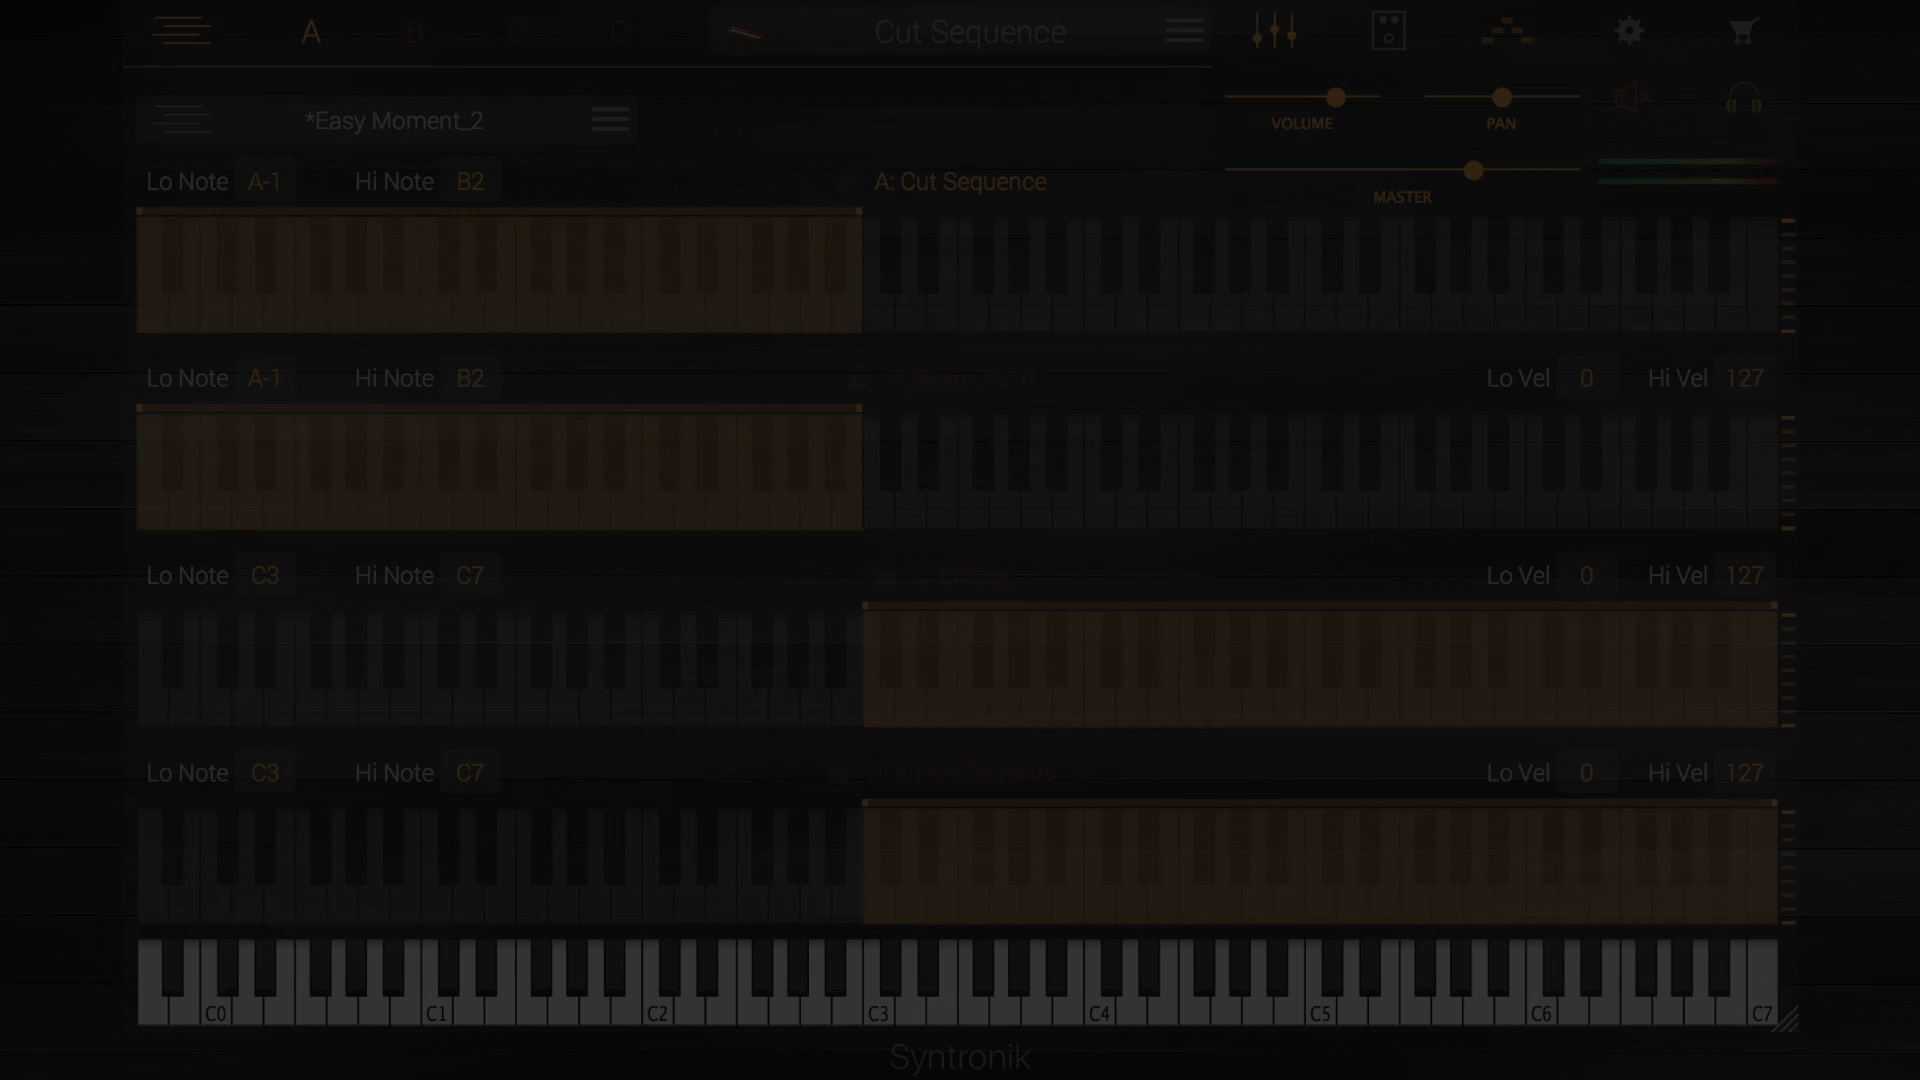 A B C D Cut Sequence
*Easy Moment_2
VOLUME PAN
Lo Note A-1 Hi Note B2 A: Cut Sequence
MASTER
Lo Note A-1 Hi Note B2 Lo Vel 0 Hi Vel 127
Lo Note C3 Hi Note C7 Lo Vel 0 Hi Vel 127
Lo Note C3 Hi Note C7 Lo Vel 0 Hi Vel 127
C0 C1 C2 C3 C4 C5 C6 C7
Syntronik